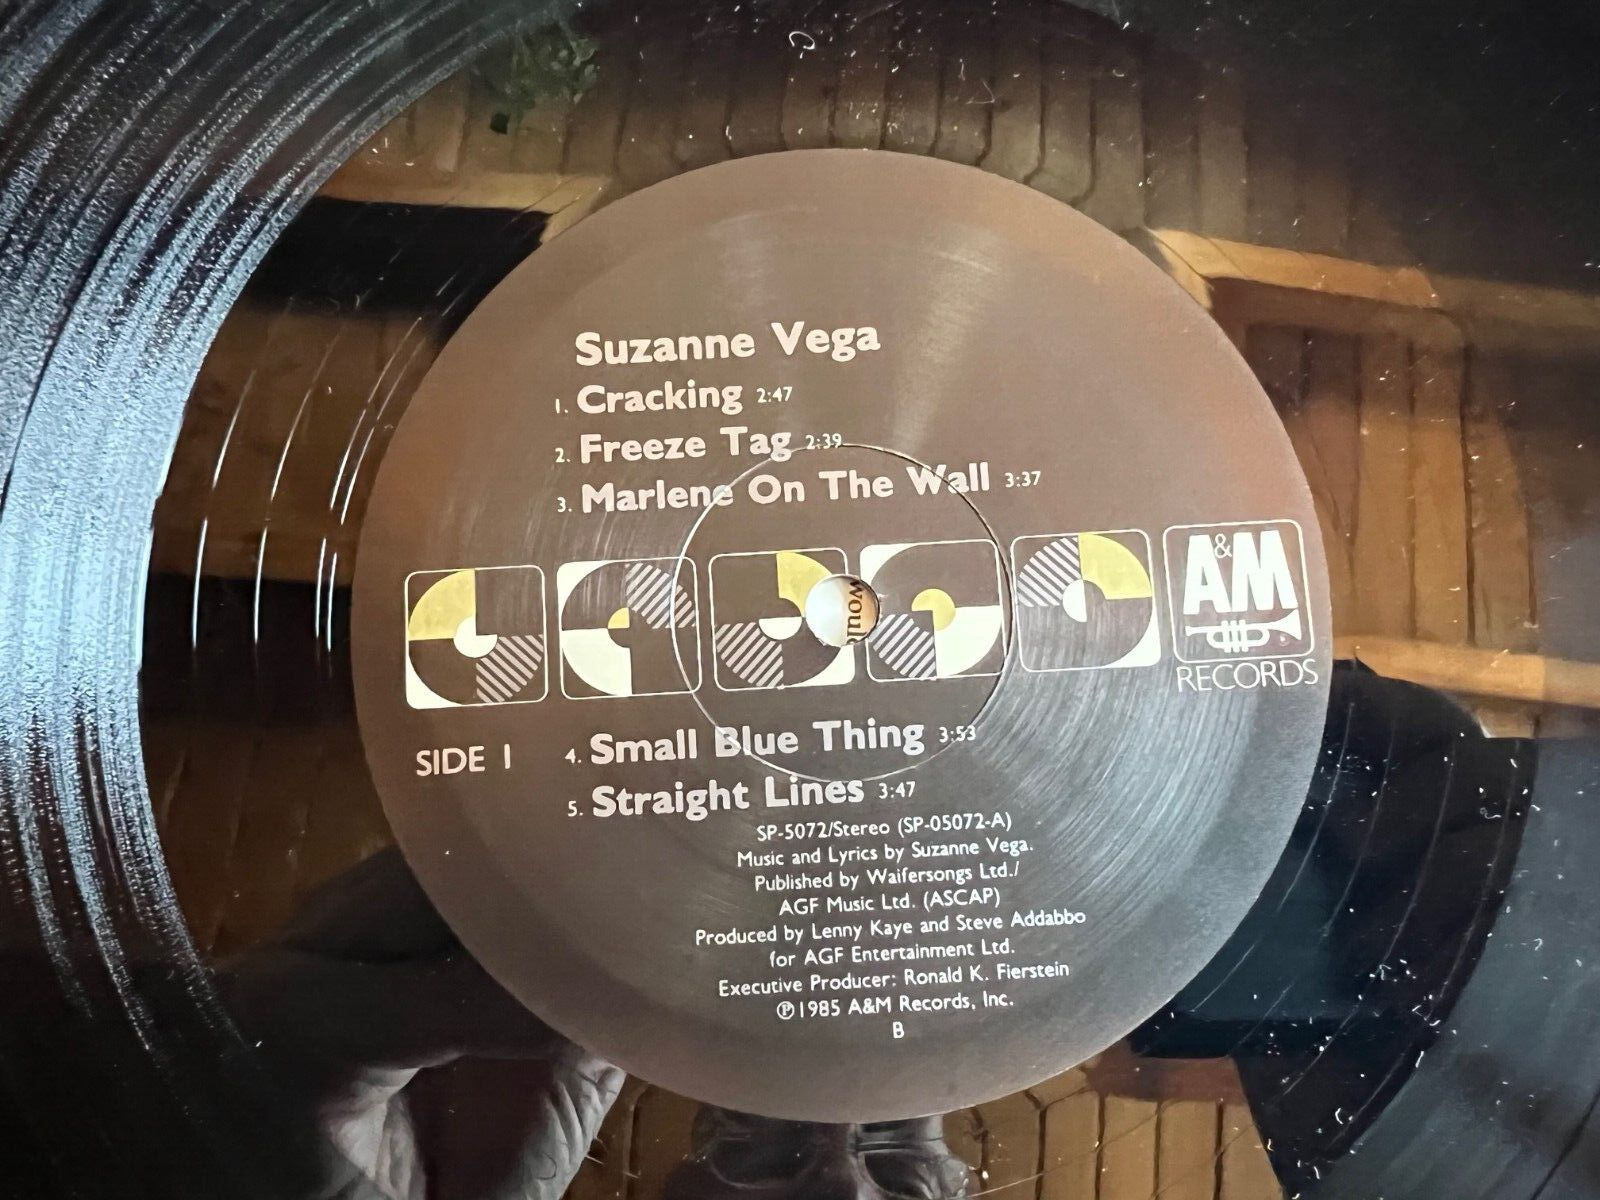 Suzanne Vega
1. Cracking 2:47
2. Freeze Tag 2:39
3. Marlene On The Wall 3:37
A&M
RECORDS
SIDE 1
4. Small Blue Thing 3:53
5. Straight Lines 3:47
SP-5072/Stereo (SP-05072-A)
Music and Lyrics by Suzanne Vega.
Published by Waifersongs Ltd./
AGF Music Ltd. (ASCAP)
Produced by Lenny Kaye and Steve Addabbo
for AGF Entertainment Ltd.
Executive Producer: Ronald K. Fierstein
℗1985 A&M Records, Inc.
B